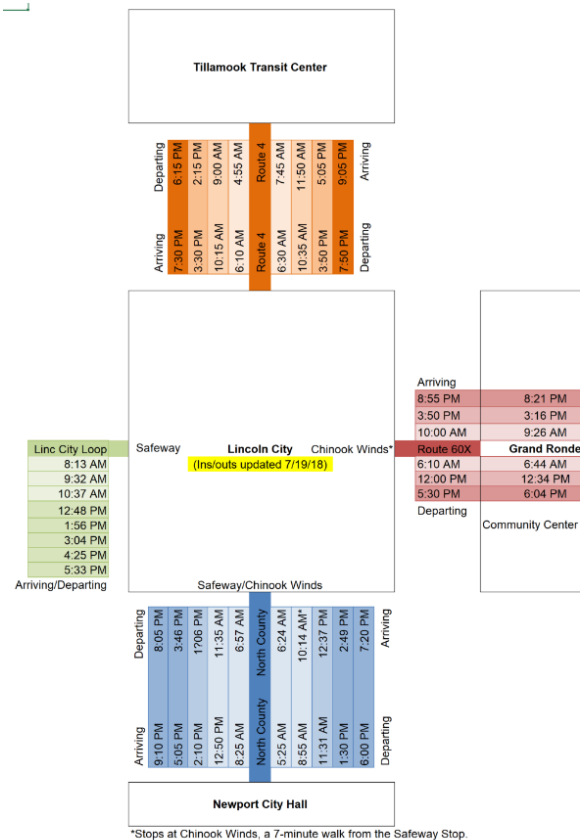 Tillamook Transit Center
Departing
6:15 PM
2:15 PM
9:00 AM
4:55 AM
Route 4
7:45 AM
11:50 AM
5:05 PM
9:05 PM
Arriving
Arriving
7:30 PM
3:30 PM
10:15 AM
6:10 AM
Route 4
6:30 AM
10:35 AM
3:50 PM
7:50 PM
Departing
Arriving
8:55 PM 8:21 PM
3:50 PM 3:16 PM
10:00 AM 9:26 AM
Linc City Loop Safeway Lincoln City Chinook Winds* Route 60X Grand Ronde
(Ins/outs updated 7/19/18)
6:10 AM 6:44 AM
12:00 PM 12:34 PM
5:30 PM 6:04 PM
Departing
Community Center
8:13 AM
9:32 AM
10:37 AM
12:48 PM
1:56 PM
3:04 PM
4:25 PM
5:33 PM
Arriving/Departing
Safeway/Chinook Winds
Departing
8:05 PM
3:46 PM
1?06 PM
11:35 AM
6:57 AM
North County
6:24 AM
10:14 AM*
12:37 PM
2:49 PM
7:20 PM
Arriving
Arriving
9:10 PM
5:05 PM
2:10 PM
12:50 PM
8:25 AM
North County
5:25 AM
8:55 AM
11:31 AM
1:30 PM
6:00 PM
Departing
Newport City Hall
*Stops at Chinook Winds, a 7-minute walk from the Safeway Stop.